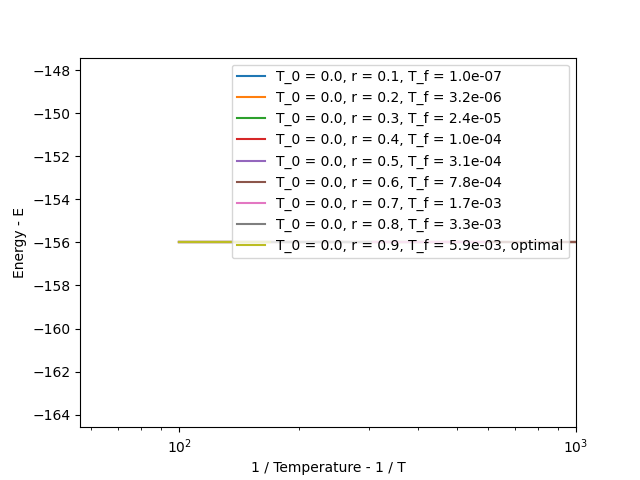 −148
−150
−152
−154
−156
−158
−160
−162
−164
Energy - E
T_0 = 0.0, r = 0.1, T_f = 1.0e-07
T_0 = 0.0, r = 0.2, T_f = 3.2e-06
T_0 = 0.0, r = 0.3, T_f = 2.4e-05
T_0 = 0.0, r = 0.4, T_f = 1.0e-04
T_0 = 0.0, r = 0.5, T_f = 3.1e-04
T_0 = 0.0, r = 0.6, T_f = 7.8e-04
T_0 = 0.0, r = 0.7, T_f = 1.7e-03
T_0 = 0.0, r = 0.8, T_f = 3.3e-03
T_0 = 0.0, r = 0.9, T_f = 5.9e-03, optimal
10² 10³
1 / Temperature - 1 / T